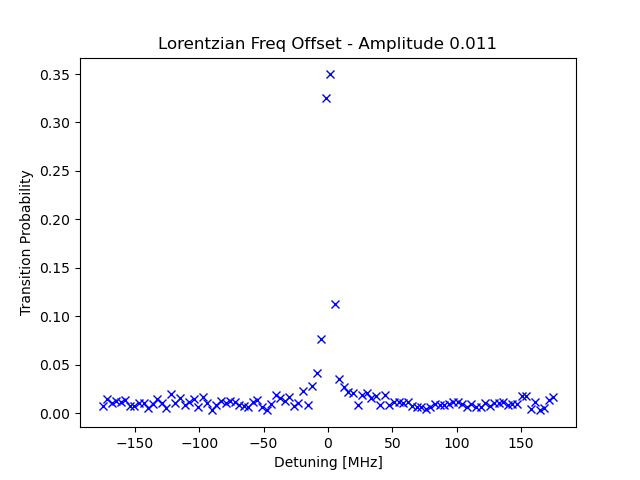 Lorentzian Freq Offset - Amplitude 0.011
Transition Probability
0.35
0.30
0.25
0.20
0.15
0.10
0.05
0.00
−150 −100 −50 0 50 100 150
Detuning [MHz]